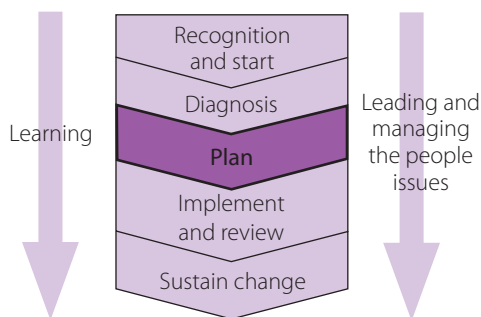 Recognition
and start
Diagnosis
Learning
Plan
Leading and
managing
the people
issues
Implement
and review
Sustain change